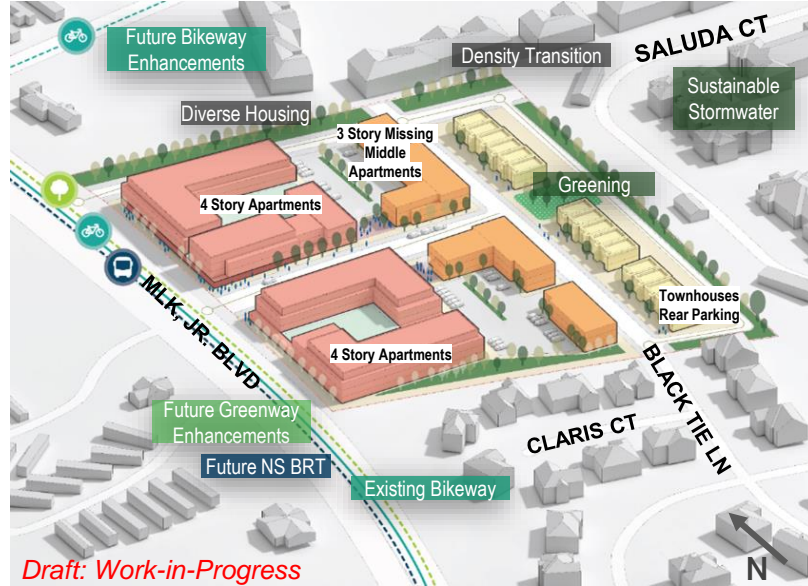 Future Bikeway
Enhancements
Density Transition
SALUDA CT
Sustainable
Stormwater
Diverse Housing
3 Story Missing
Middle
Apartments
4 Story Apartments
Greening
Townhouses
Rear Parking
MLK, JR. BLVD
4 Story Apartments
BLACK TIE LN
CLARIS CT
Future Greenway
Enhancements
Future NS BRT
Existing Bikeway
Draft: Work-in-Progress
N